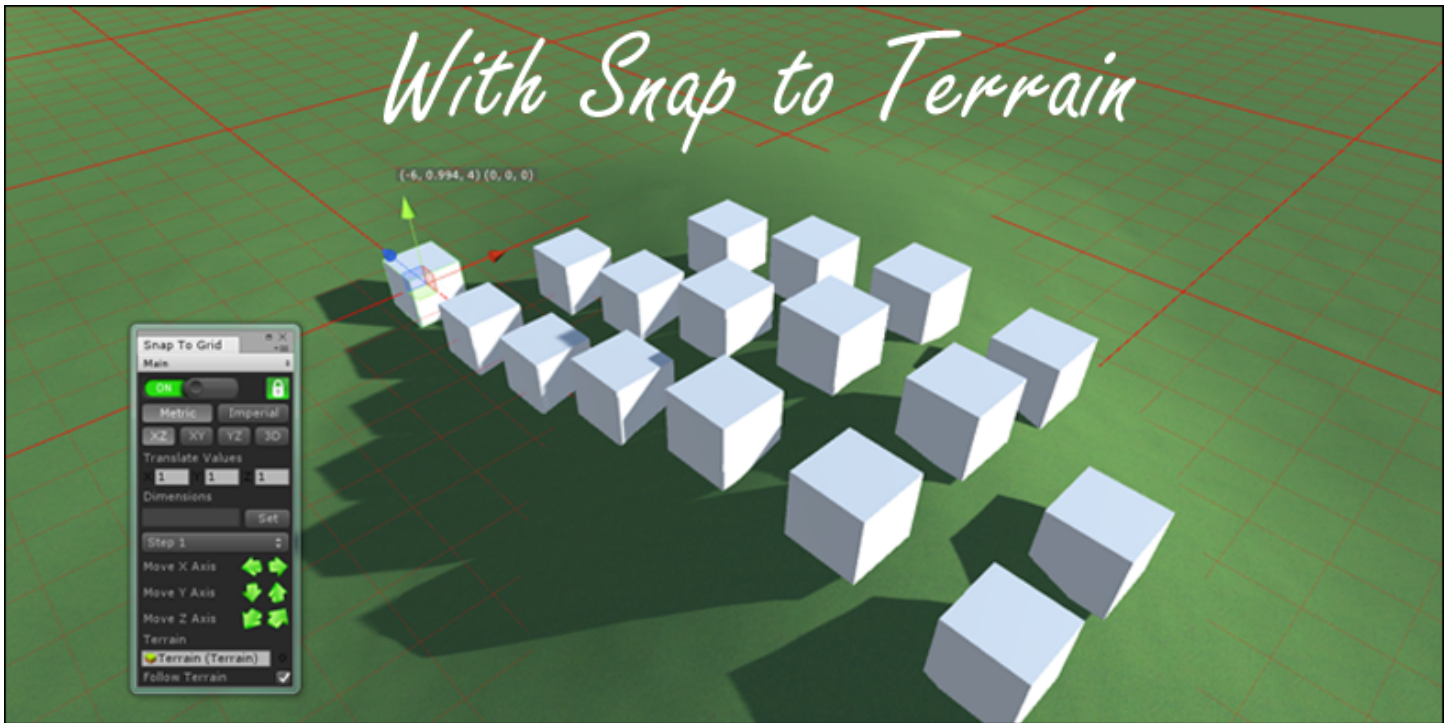 With Snap to Terrain
(-6, 0.994, 4) (0, 0, 0)
Snap To Grid
Main
ON
Metric Imperial
XZ XY YZ 3D
Translate Values
X 1 Y 1 Z 1
Dimensions
Set
Step 1
Move X Axis
Move Y Axis
Move Z Axis
Terrain
Terrain (Terrain)
Follow Terrain